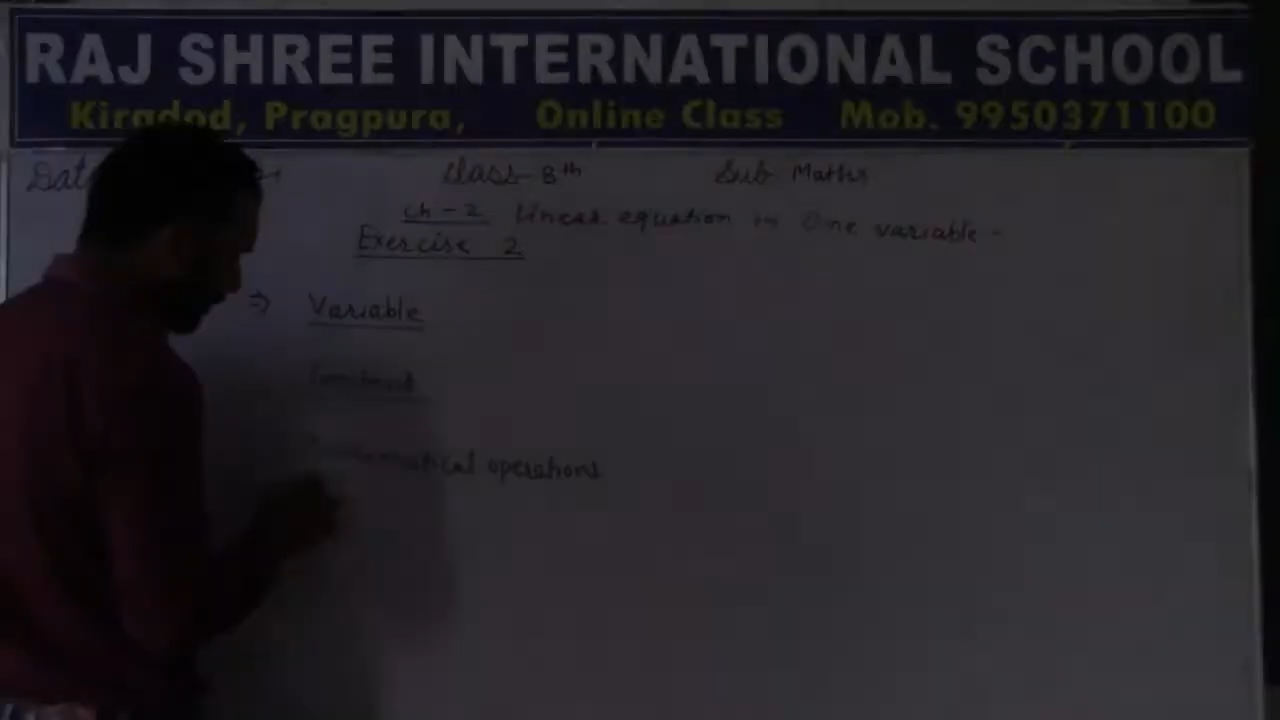 RAJ SHREE INTERNATIONAL SCHOOL
Kiradod, Pragpura, Online Class Mob. 9950371100
Class- 8th Sub Maths
Ch-2 Linear equation in One variable-
Exercise 2
⇒ Variable
Constant
operations